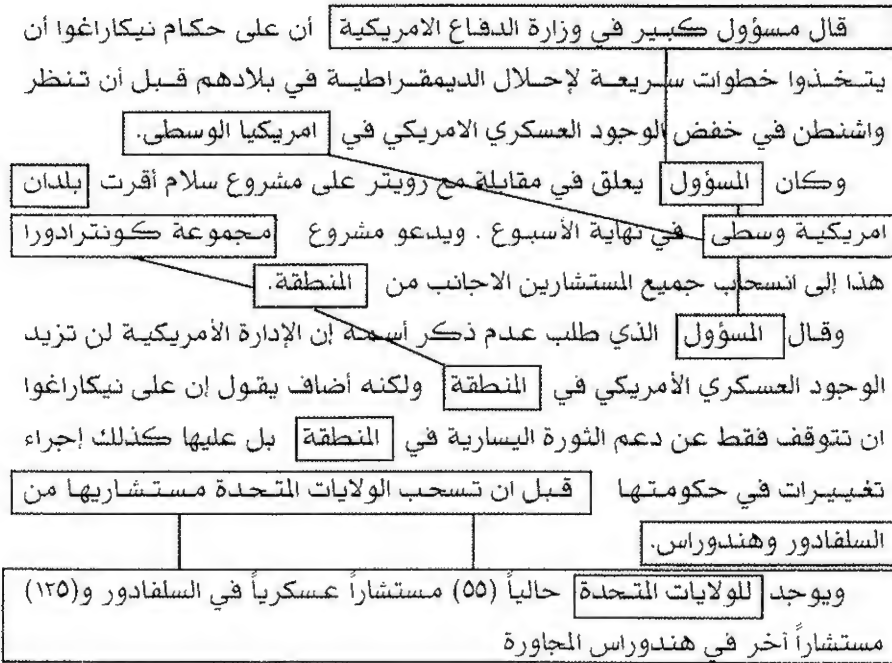 قال مسؤول كبير في وزارة الدفاع الامريكية أن على حكام نيكاراغوا أن
يتخذوا خطوات سريعة لإحلال الديمقراطية في بلادهم قبل أن تنظر
واشنطن في خفض الوجود العسكري الامريكي في امريكيا الوسطى.
وكان المسؤول يعلق في مقابلة مع رويتر على مشروع سلام أقرت بلدان
امريكية وسطى في نهاية الأسبوع . ويدعو مشروع مجموعة كونترادورا
هذا إلى انسحاب جميع المستشارين الاجانب من المنطقة.
وقال المسؤول الذي طلب عدم ذكر أسمه إن الإدارة الأمريكية لن تزيد
الوجود العسكري الأمريكي في المنطقة ولكنه أضاف يقول إن على نيكاراغوا
ان تتوقف فقط عن دعم الثورة اليسارية في المنطقة بل عليها كذلك إجراء
تغييرات في حكومتها قبل ان تسحب الولايات المتحدة مستشاريها من
السلفادور وهندوراس.
ويوجد للولايات المتحدة حالياً (٥٥) مستشاراً عسكرياً في السلفادور و(١٢٥)
مستشاراً آخر في هندوراس المجاورة